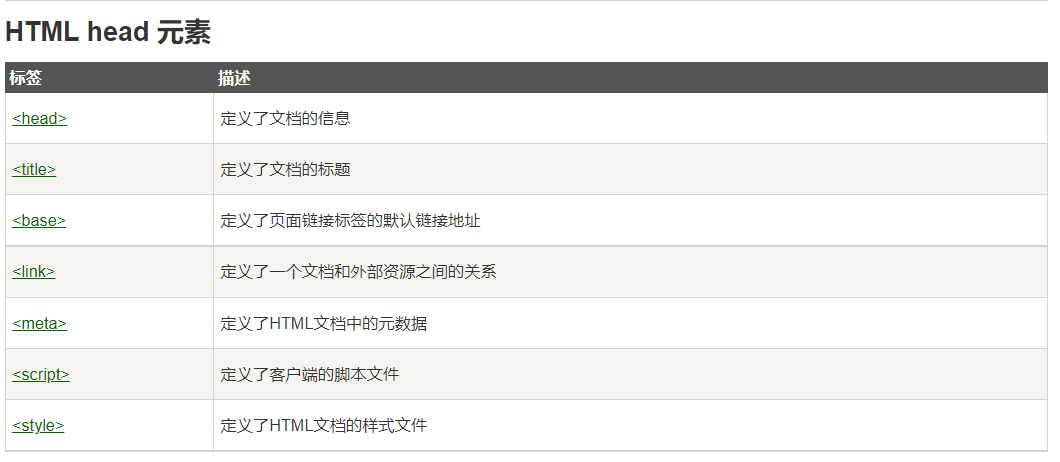 HTML head 元素
标签 描述
<head> 定义了文档的信息
<title> 定义了文档的标题
<base> 定义了页面链接标签的默认链接地址
<link> 定义了一个文档和外部资源之间的关系
<meta> 定义了HTML文档中的元数据
<script> 定义了客户端的脚本文件
<style> 定义了HTML文档的样式文件